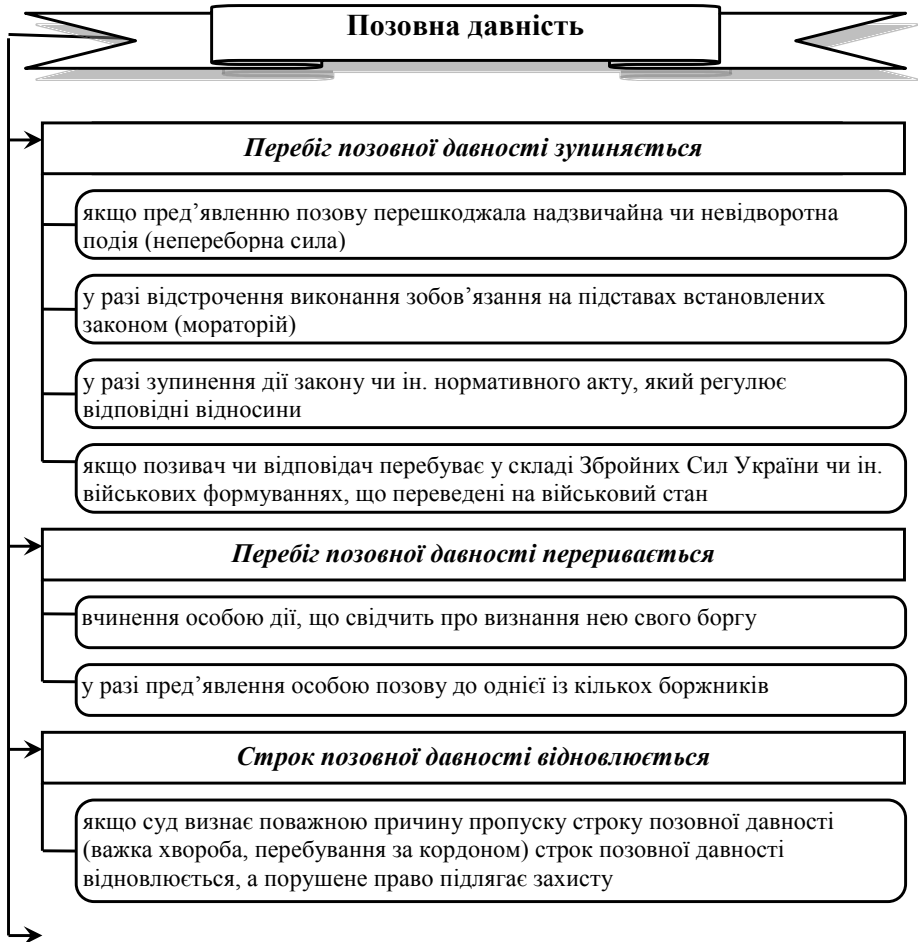 Позовна давність
Перебіг позовної давності зупиняється
якщо пред’явленню позову перешкоджала надзвичайна чи невідворотна
подія (непереборна сила)
у разі відстрочення виконання зобов’язання на підставах встановлених
законом (мораторій)
у разі зупинення дії закону чи ін. нормативного акту, який регулює
відповідні відносини
якщо позивач чи відповідач перебуває у складі Збройних Сил України чи ін.
військових формуваннях, що переведені на військовий стан
Перебіг позовної давності переривається
вчинення особою дії, що свідчить про визнання нею свого боргу
у разі пред’явлення особою позову до однієї із кількох боржників
Строк позовної давності відновлюється
якщо суд визнає поважною причину пропуску строку позовної давності
(важка хвороба, перебування за кордоном) строк позовної давності
відновлюється, а порушене право підлягає захисту